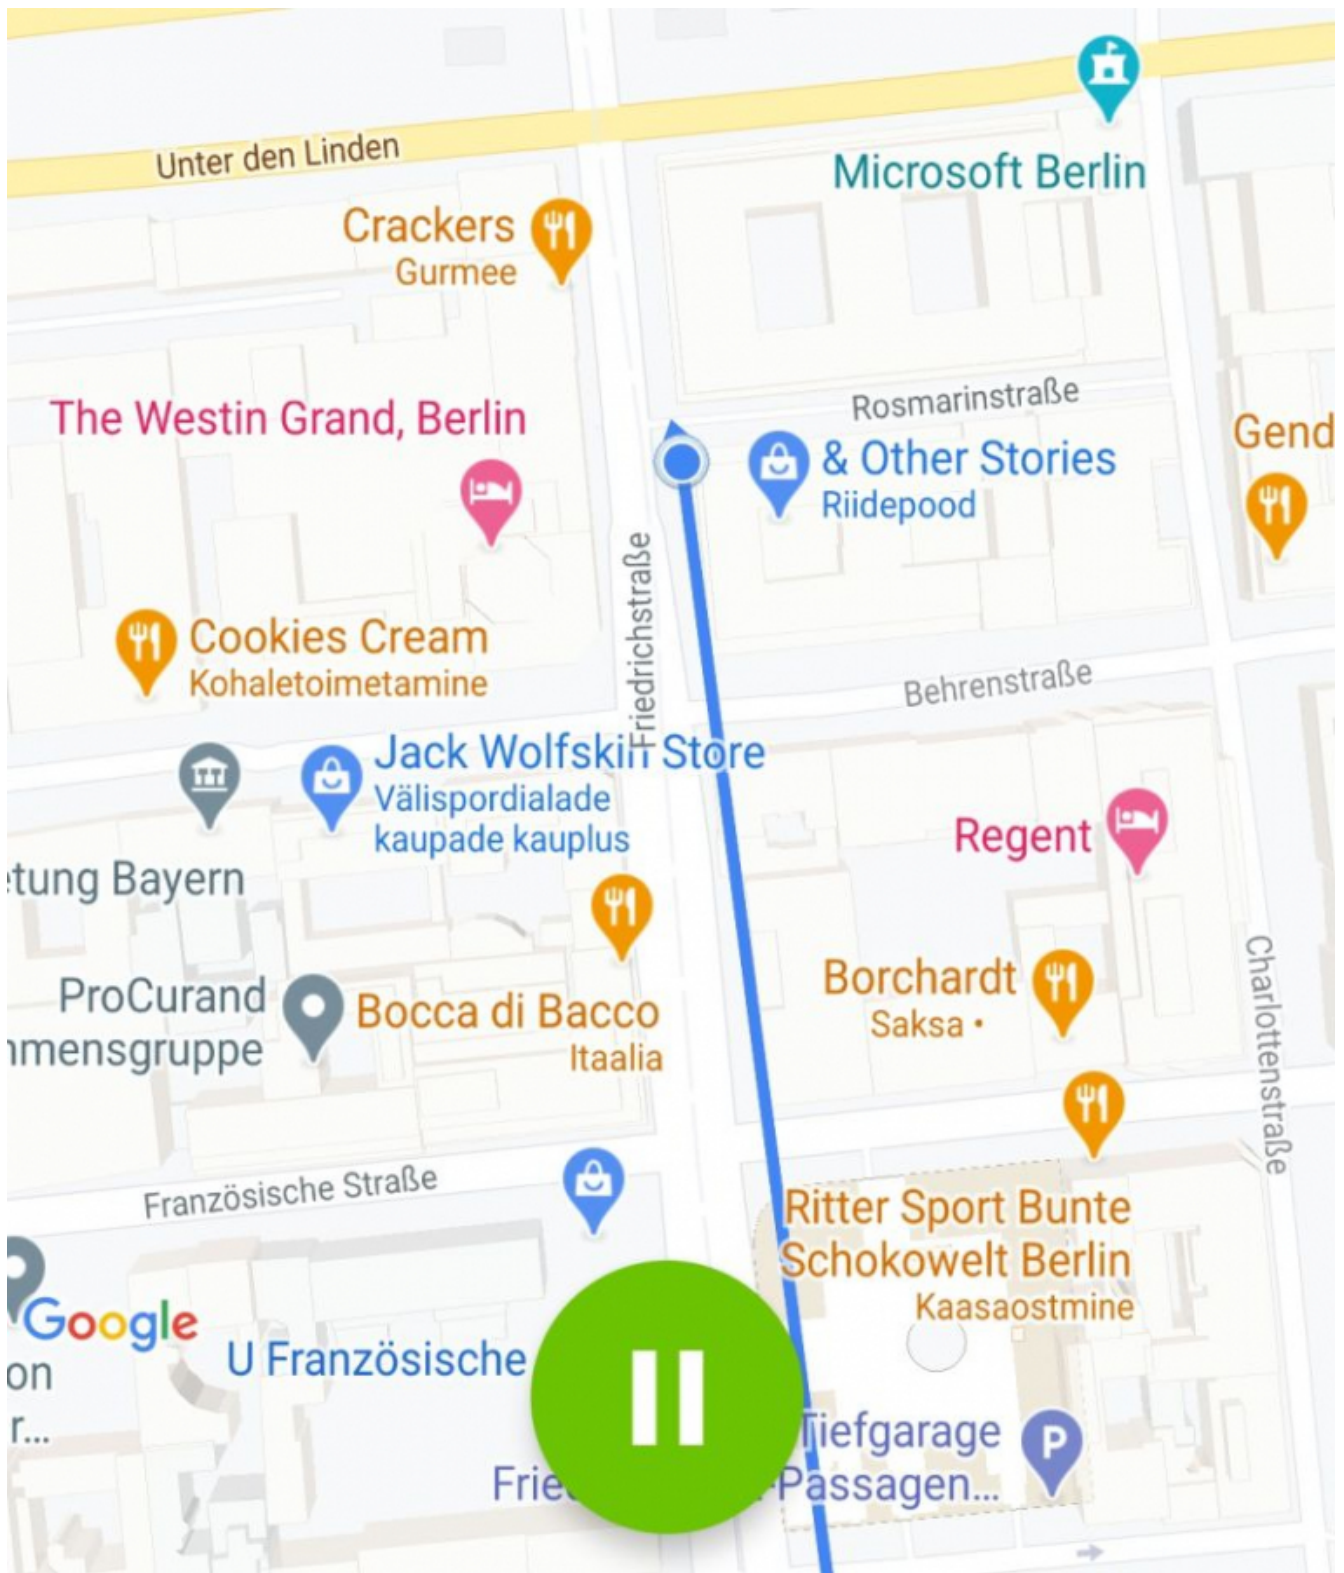 Unter den Linden
Microsoft Berlin
Crackers
Gurmee
Rosmarinstraße
The Westin Grand, Berlin
& Other Stories
Riidepood
Gend
Friedrichstraße
Cookies Cream
Kohaletoimetamine
Behrenstraße
Jack Wolfskin Store
Välispordialade
kaupade kauplus
Regent
etung Bayern
Charlottenstraße
ProCurand
nmensgruppe
Bocca di Bacco
Itaalia
Borchardt
Saksa •
Französische Straße
Ritter Sport Bunte
Schokowelt Berlin
Kaasaostmine
Google
U Französische
on
r...
Tiefgarage
P
Frie
-Passagen...